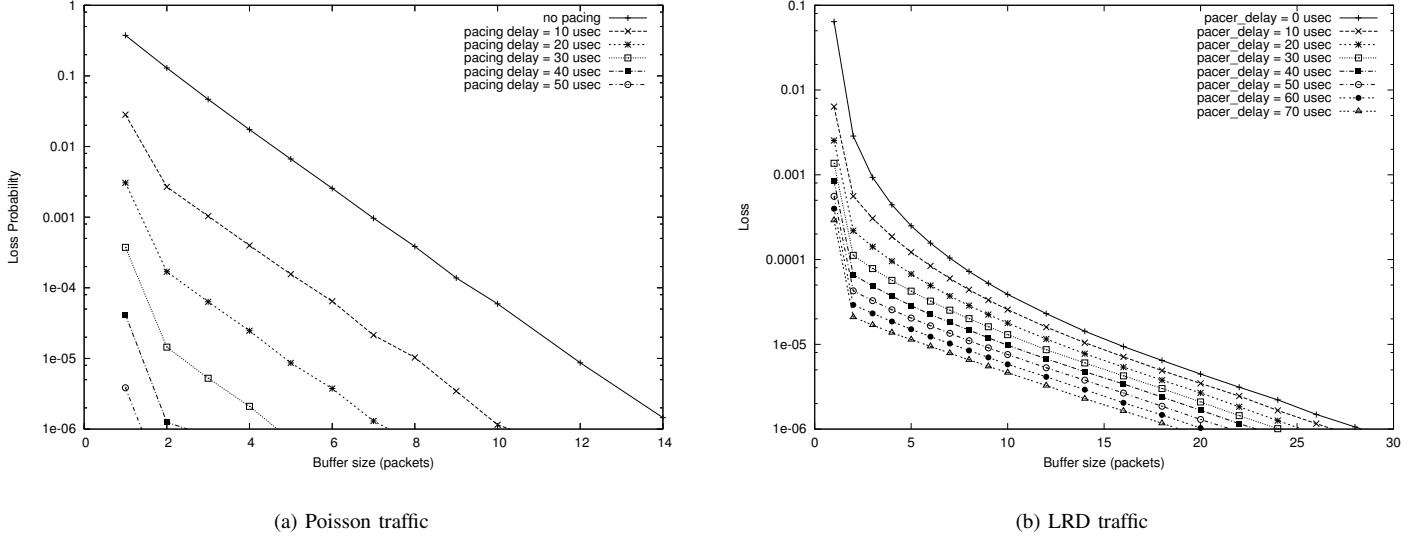 1
0.1
0.01
0.001
1e-04
1e-05
1e-06
0
2
4
6
8
10
12
14
Loss Probability
Buffer size (packets)
no pacing
pacing delay = 10 usec
pacing delay = 20 usec
pacing delay = 30 usec
pacing delay = 40 usec
pacing delay = 50 usec
(a) Poisson traffic
0.1
0.01
0.001
0.0001
1e-05
1e-06
0
5
10
15
20
25
30
Loss
Buffer size (packets)
pacer_delay = 0 usec
pacer_delay = 10 usec
pacer_delay = 20 usec
pacer_delay = 30 usec
pacer_delay = 40 usec
pacer_delay = 50 usec
pacer_delay = 60 usec
pacer_delay = 70 usec
(b) LRD traffic